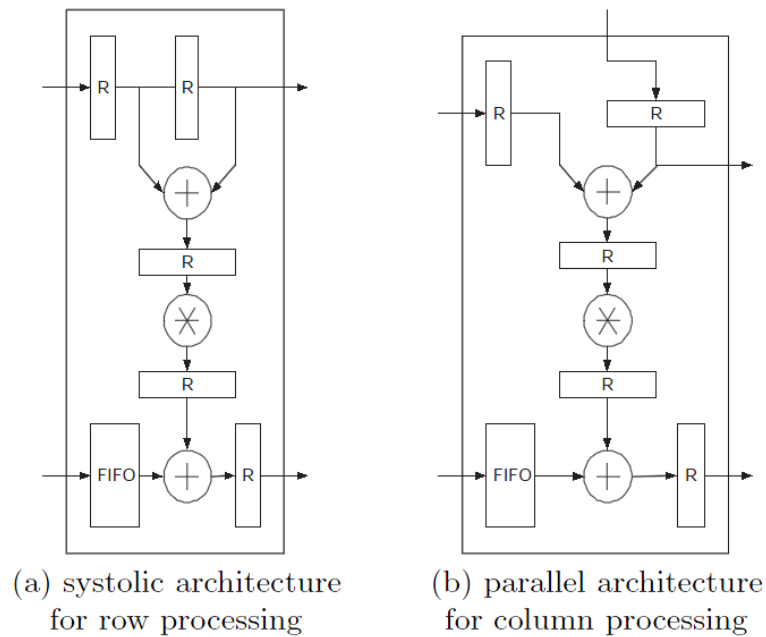 R
R
+
R
R
FIFO
+
R
(a) systolic architecture
for row processing
R
R
+
R
R
FIFO
+
R
(b) parallel architecture
for column processing